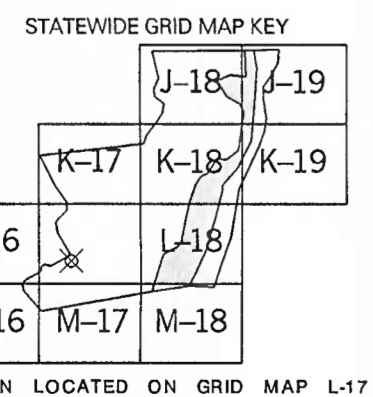 STATEWIDE GRID MAP KEY
J-18 J-19
K-17 K-18 K-19
6 L-18
16 M-17 M-18
N LOCATED ON GRID MAP L-17